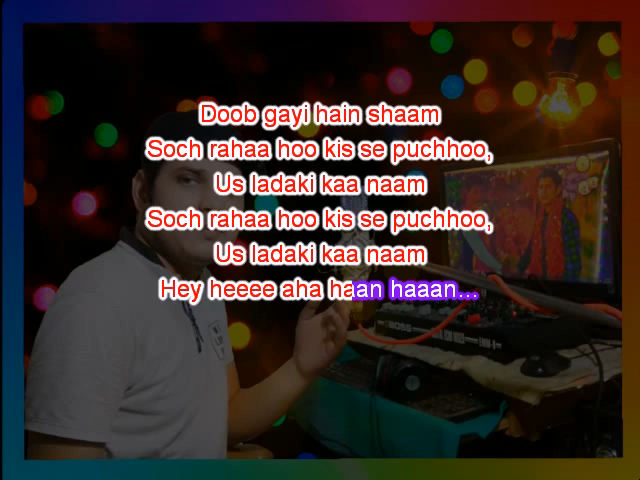 Doob gayi hain shaam
Soch rahaa hoo kis se puchhoo,
Us ladaki kaa naam
Soch rahaa hoo kis se puchhoo,
Us ladaki kaa naam
Hey heeee aha haan haaan...
BOSS